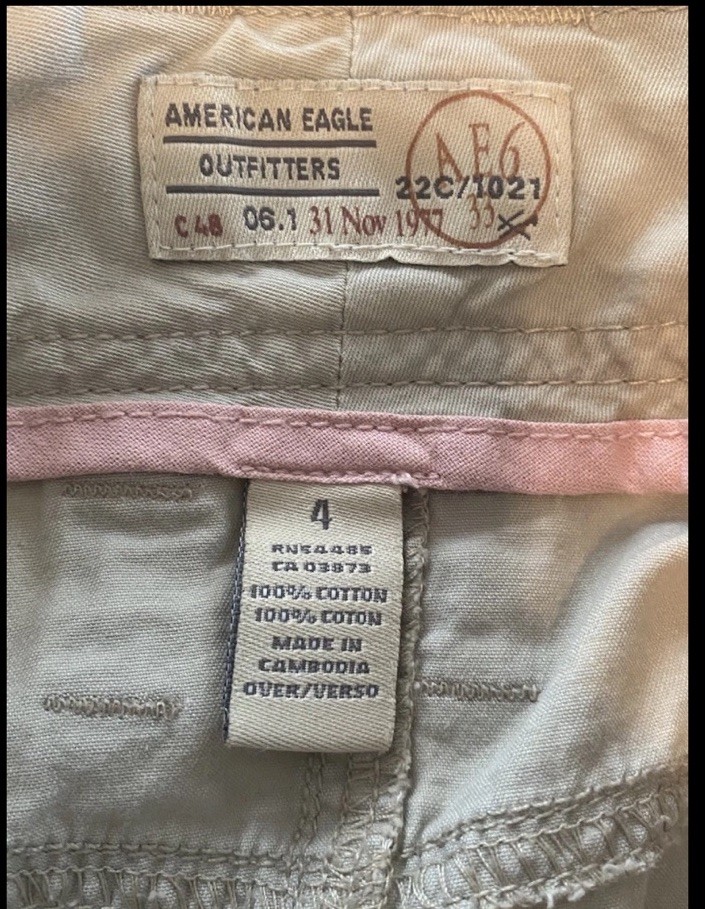 AMERICAN EAGLE
OUTFITTERS
AE6
22C/1021
C48 06.1 31 Nov 1977 33
4
RN54485
CA 03873
100% COTTON
100% COTON
MADE IN
CAMBODIA
OVER/VERSO